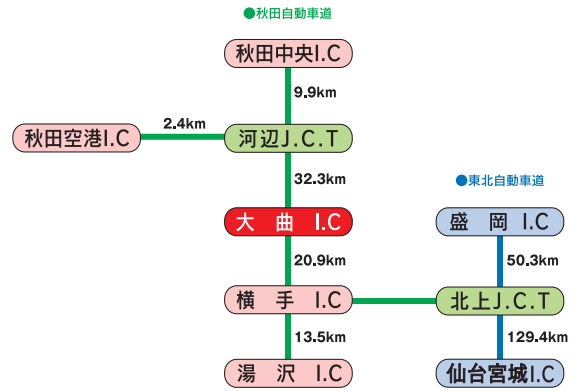 ●秋田自動車道
秋田中央I.C
9.9km
2.4km
秋田空港I.C
河辺J.C.T
32.3km
●東北自動車道
大曲 I.C
盛岡 I.C
20.9km
50.3km
横手 I.C
北上J.C.T
13.5km
129.4km
湯沢 I.C
仙台宮城I.C